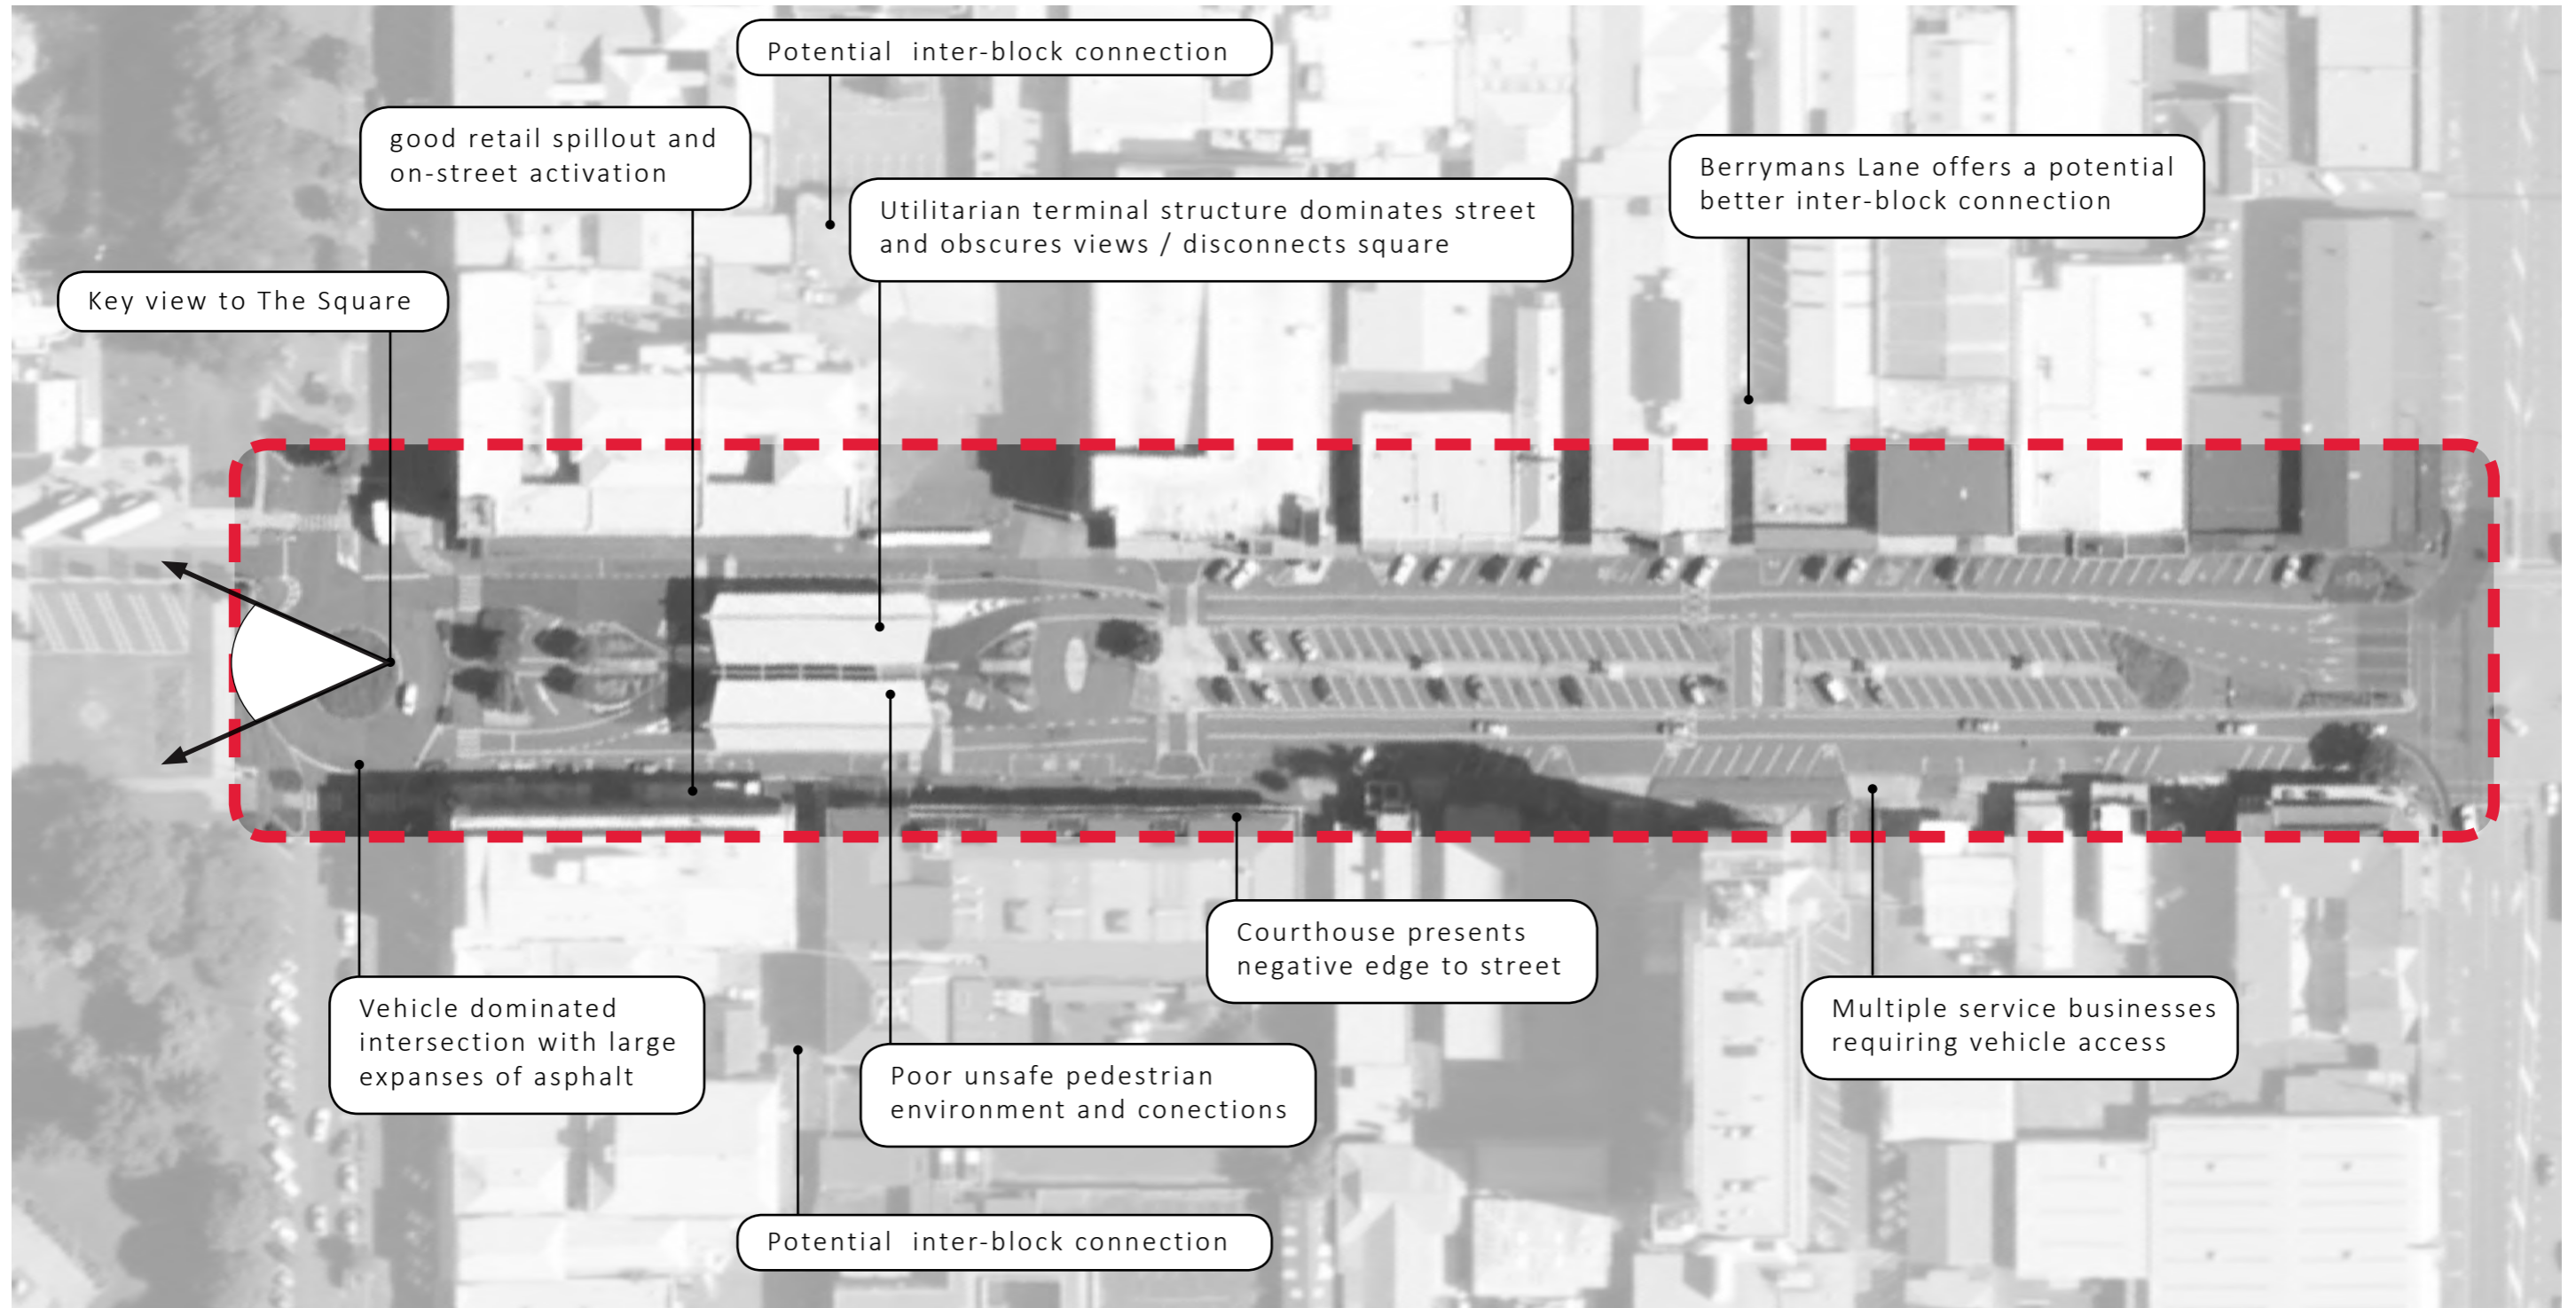 Potential inter-block connection
good retail spillout and
on-street activation
Berrymans Lane offers a potential
better inter-block connection
Utilitarian terminal structure dominates street
and obscures views / disconnects square
Key view to The Square
Courthouse presents
negative edge to street
Vehicle dominated
intersection with large
expanses of asphalt
Multiple service businesses
requiring vehicle access
Poor unsafe pedestrian
environment and conections
Potential inter-block connection